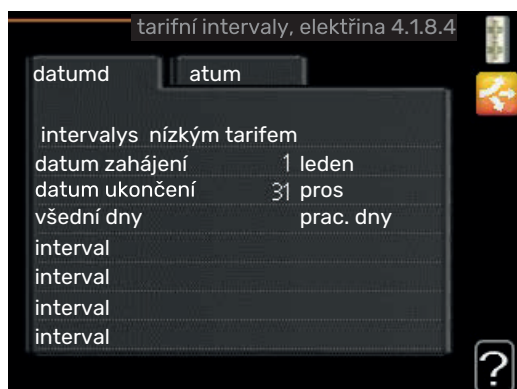 tarifní intervaly, elektřina 4.1.8.4
datumd atum
intervalys nízkým tarifem
datum zahájení 1 leden
datum ukončení 31 pros
všední dny prac. dny
interval
interval
interval
interval
?